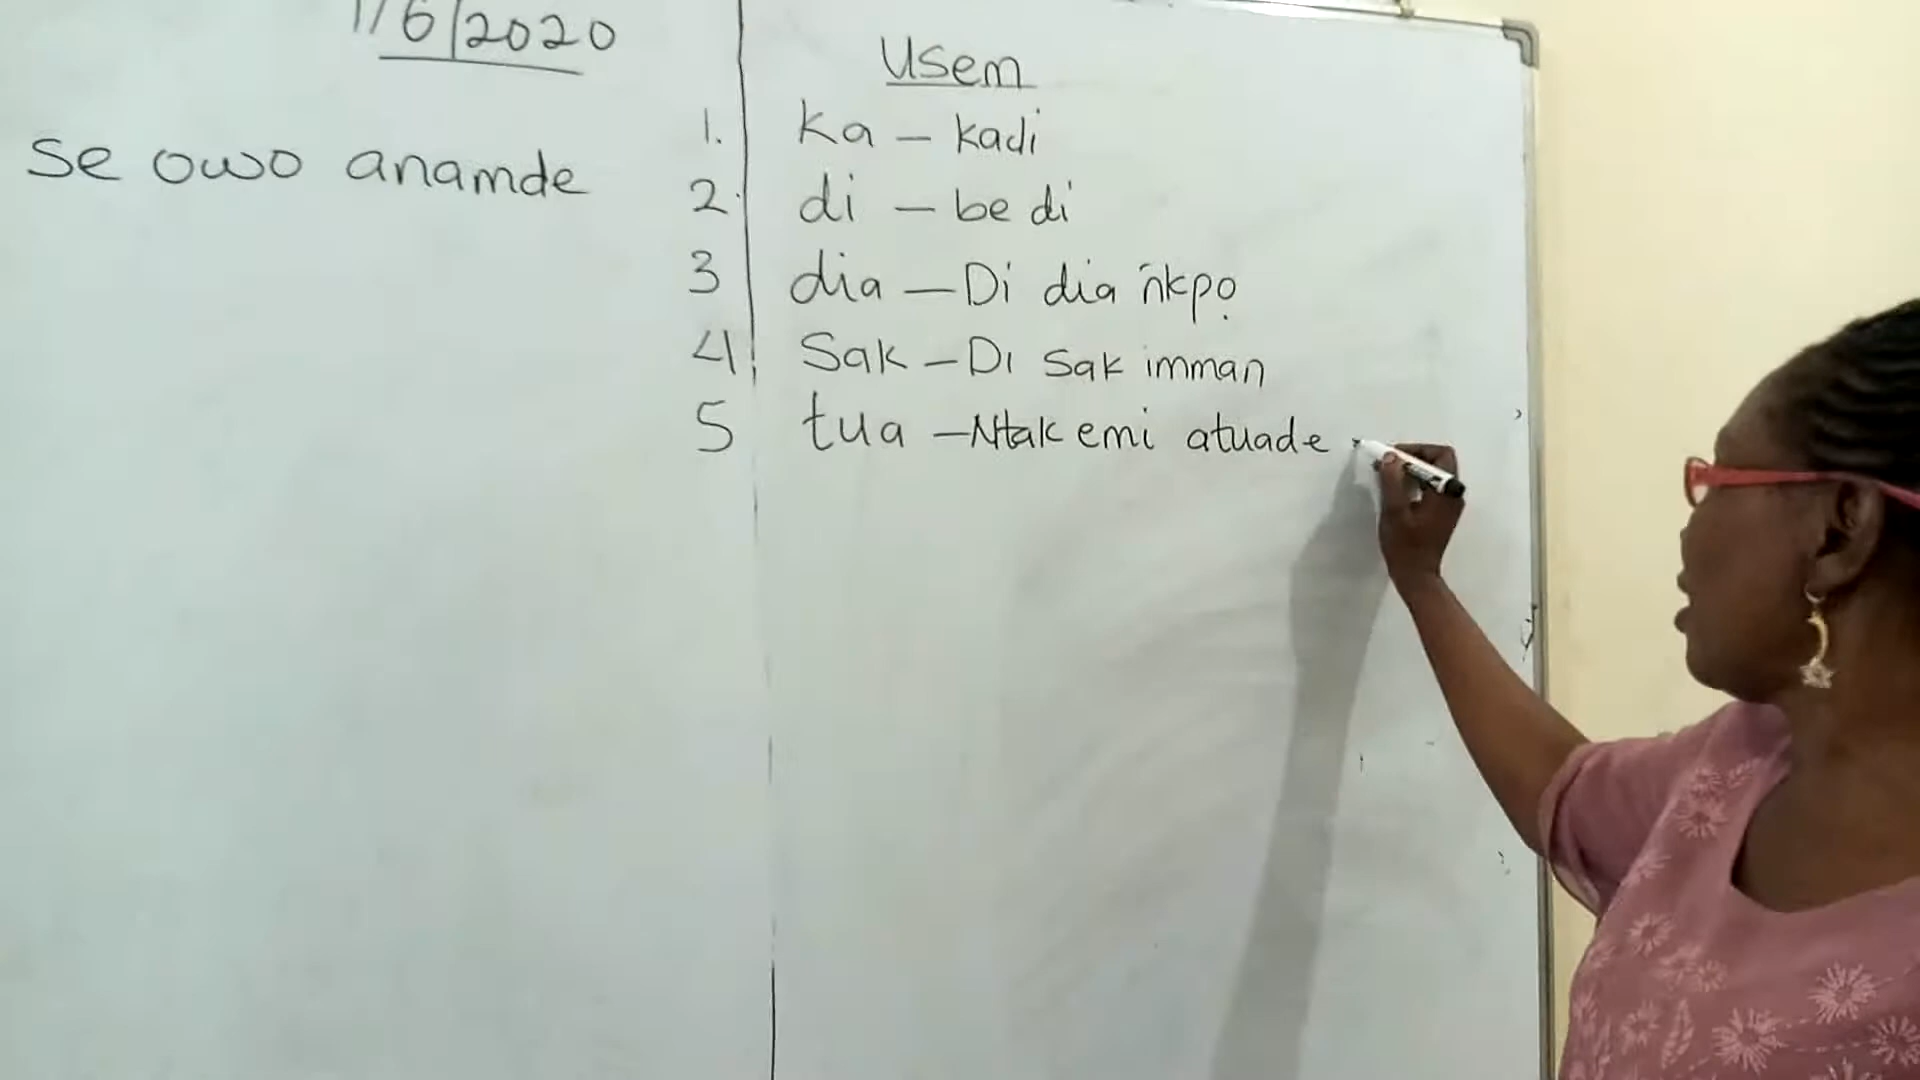 1/6/2020
Se owo anamde
Usem
1. Ka – kadi
2. di – be di
3 dia – Di dia n̄kpọ
4. Sak – Di sak imman
5 tua – Ntak emi atuade